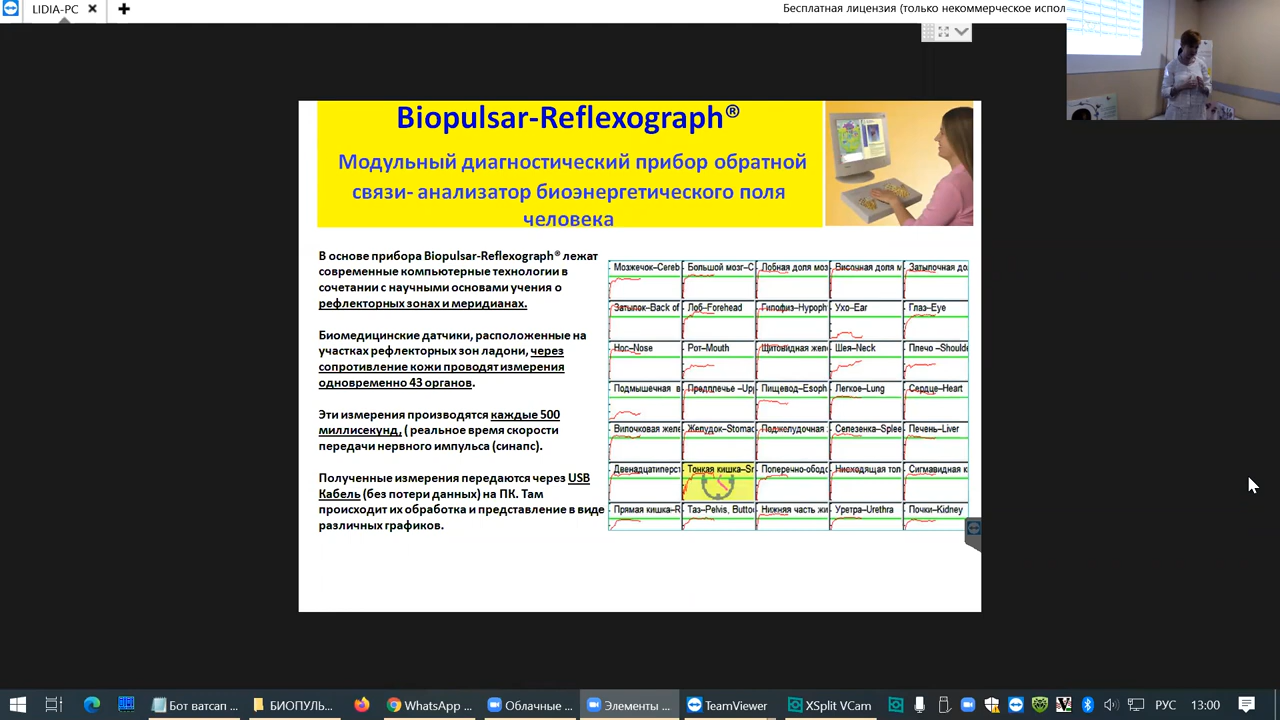 LIDIA-PC
Бесплатная лицензия (только некоммерческое испол
Biopulsar-Reflexograph®
Модульный диагностический прибор обратной
связи- анализатор биоэнергетического поля
человека
В основе прибора Biopulsar-Reflexograph® лежат
современные компьютерные технологии в
сочетании с научными основами учения о
рефлекторных зонах и меридианах.
Биомедицинские датчики, расположенные на
участках рефлекторных зон ладони, через
сопротивление кожи проводят измерения
одновременно 43 органов.
Эти измерения производятся каждые 500
миллисекунд, ( реальное время скорости
передачи нервного импульса (синапс).
Полученные измерения передаются через USB
Кабель (без потери данных) на ПК. Там
происходит их обработка и представление в виде
различных графиков.
Мозжечок–Cereb Большой мозг–С Лобная доля моз Височная доля м Затылочная до
Затылок–Back of Лоб–Forehead Гипофиз–Hypoph Ухо–Ear Глаз–Eye
Нос–Nose Рот–Mouth Щитовидная жел Шея–Neck Плечо –Shoulde
Подмышечная в Предплечье –Upp Пищевод–Esoph Легкое–Lung Сердце–Heart
Вилочковая желе Желудок–Stomac Поджелудочная Селезенка–Splee Печень–Liver
Двенадцатиперст Тонкая кишка–Sm Поперечно-ободо Нисходящая тол Сигмавидная к
Прямая кишка–R Таз–Pelvis, Butto Нижняя часть жи Уретра–Urethra Почки–Kidney
Бот ватсап ... БИОПУЛЬ... WhatsApp ... Облачные ... Элементы ... TeamViewer XSplit VCam РУС 13:00